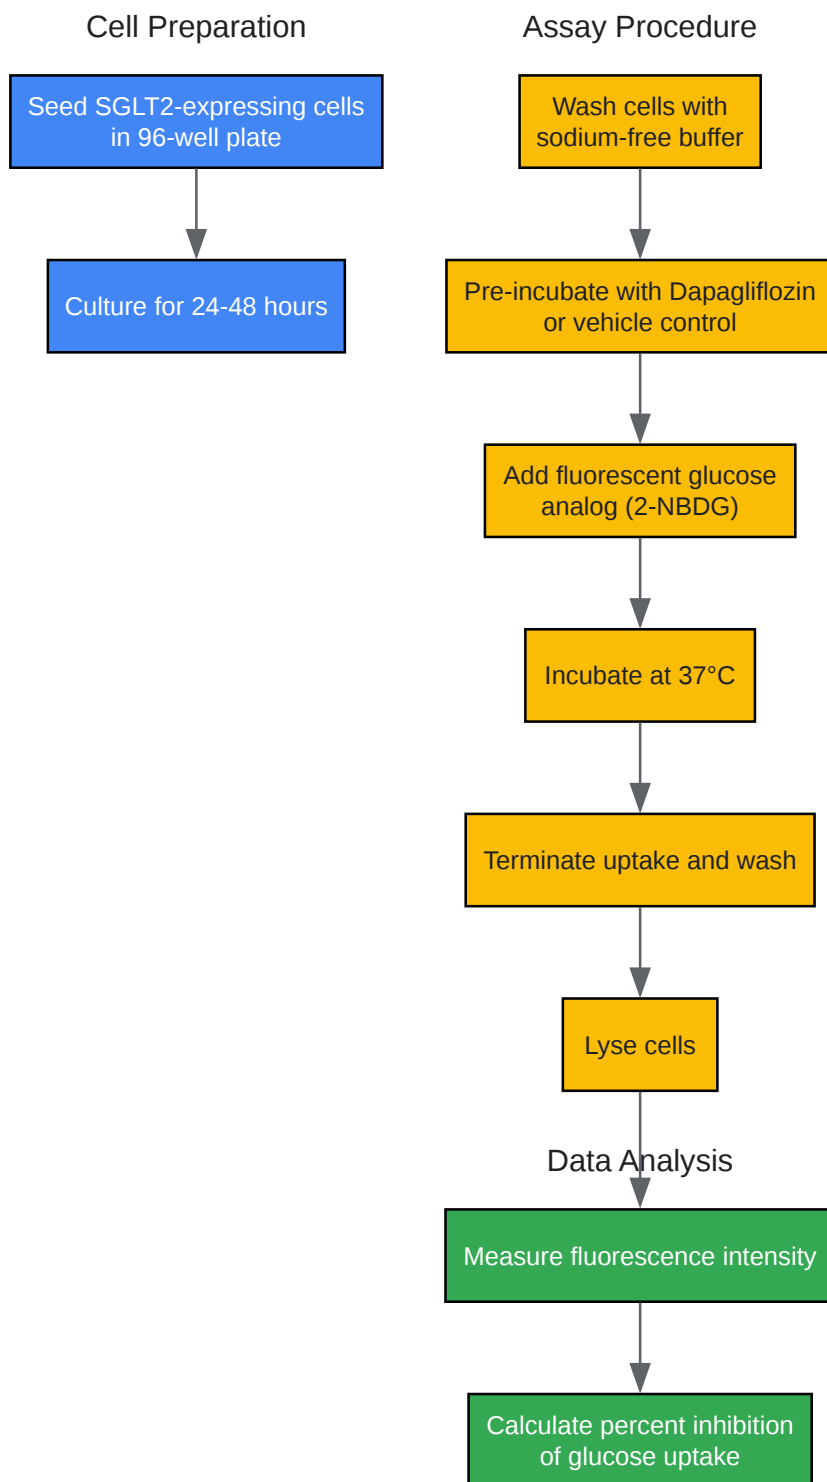 Cell Preparation
Seed SGLT2-expressing cells
in 96-well plate
Culture for 24-48 hours
Assay Procedure
Wash cells with
sodium-free buffer
Pre-incubate with Dapagliflozin
or vehicle control
Add fluorescent glucose
analog (2-NBDG)
Incubate at 37°C
Terminate uptake and wash
Lyse cells
Data Analysis
Measure fluorescence intensity
Calculate percent inhibition
of glucose uptake